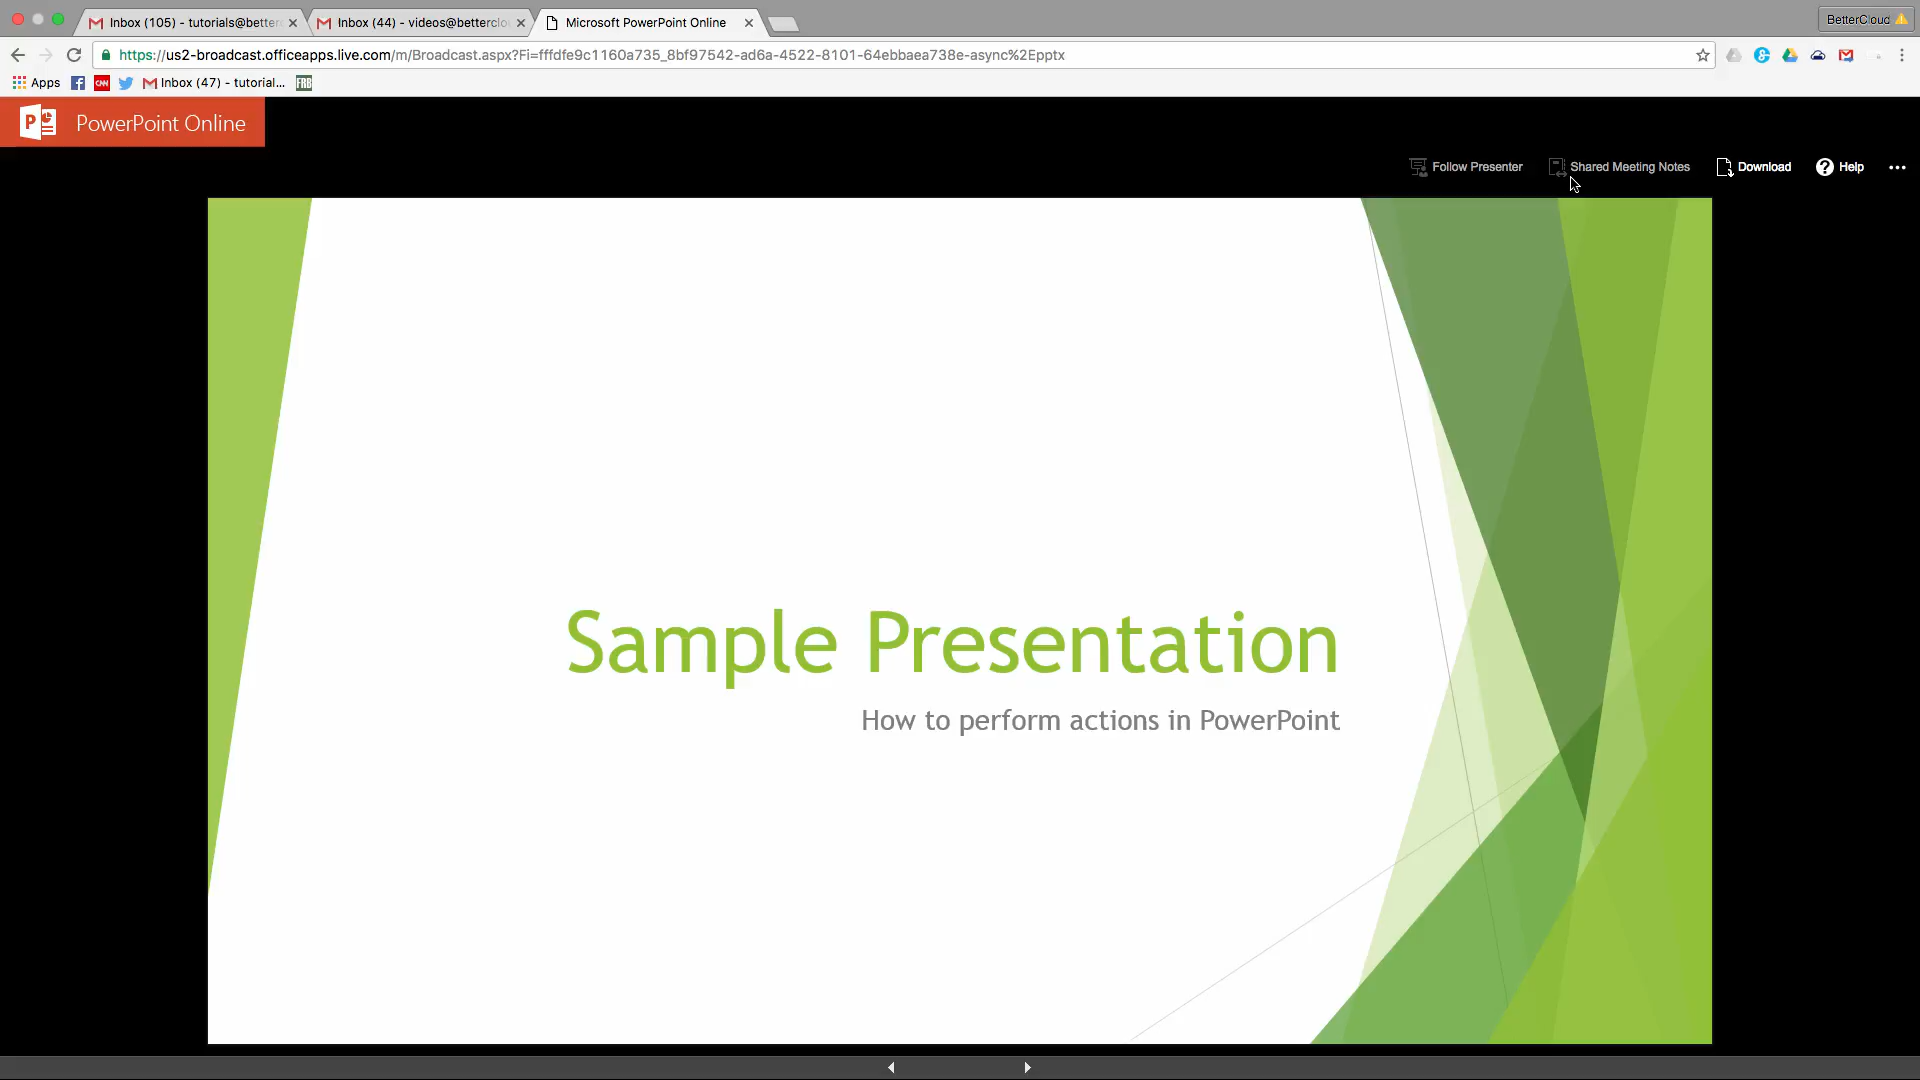 Inbox (105) - tutorials@better
Inbox (44) - videos@betterclo
Microsoft PowerPoint Online
BetterCloud
https://us2-broadcast.officeapps.live.com/m/Broadcast.aspx?Fi=fffdfe9c1160a735_8bf97542-ad6a-4522-8101-64ebbaea738e-async%2Epptx
Apps
CNN
Inbox (47) - tutorial...
FRB
P
PowerPoint Online
Follow Presenter
Shared Meeting Notes
Download
Help
Sample Presentation
How to perform actions in PowerPoint